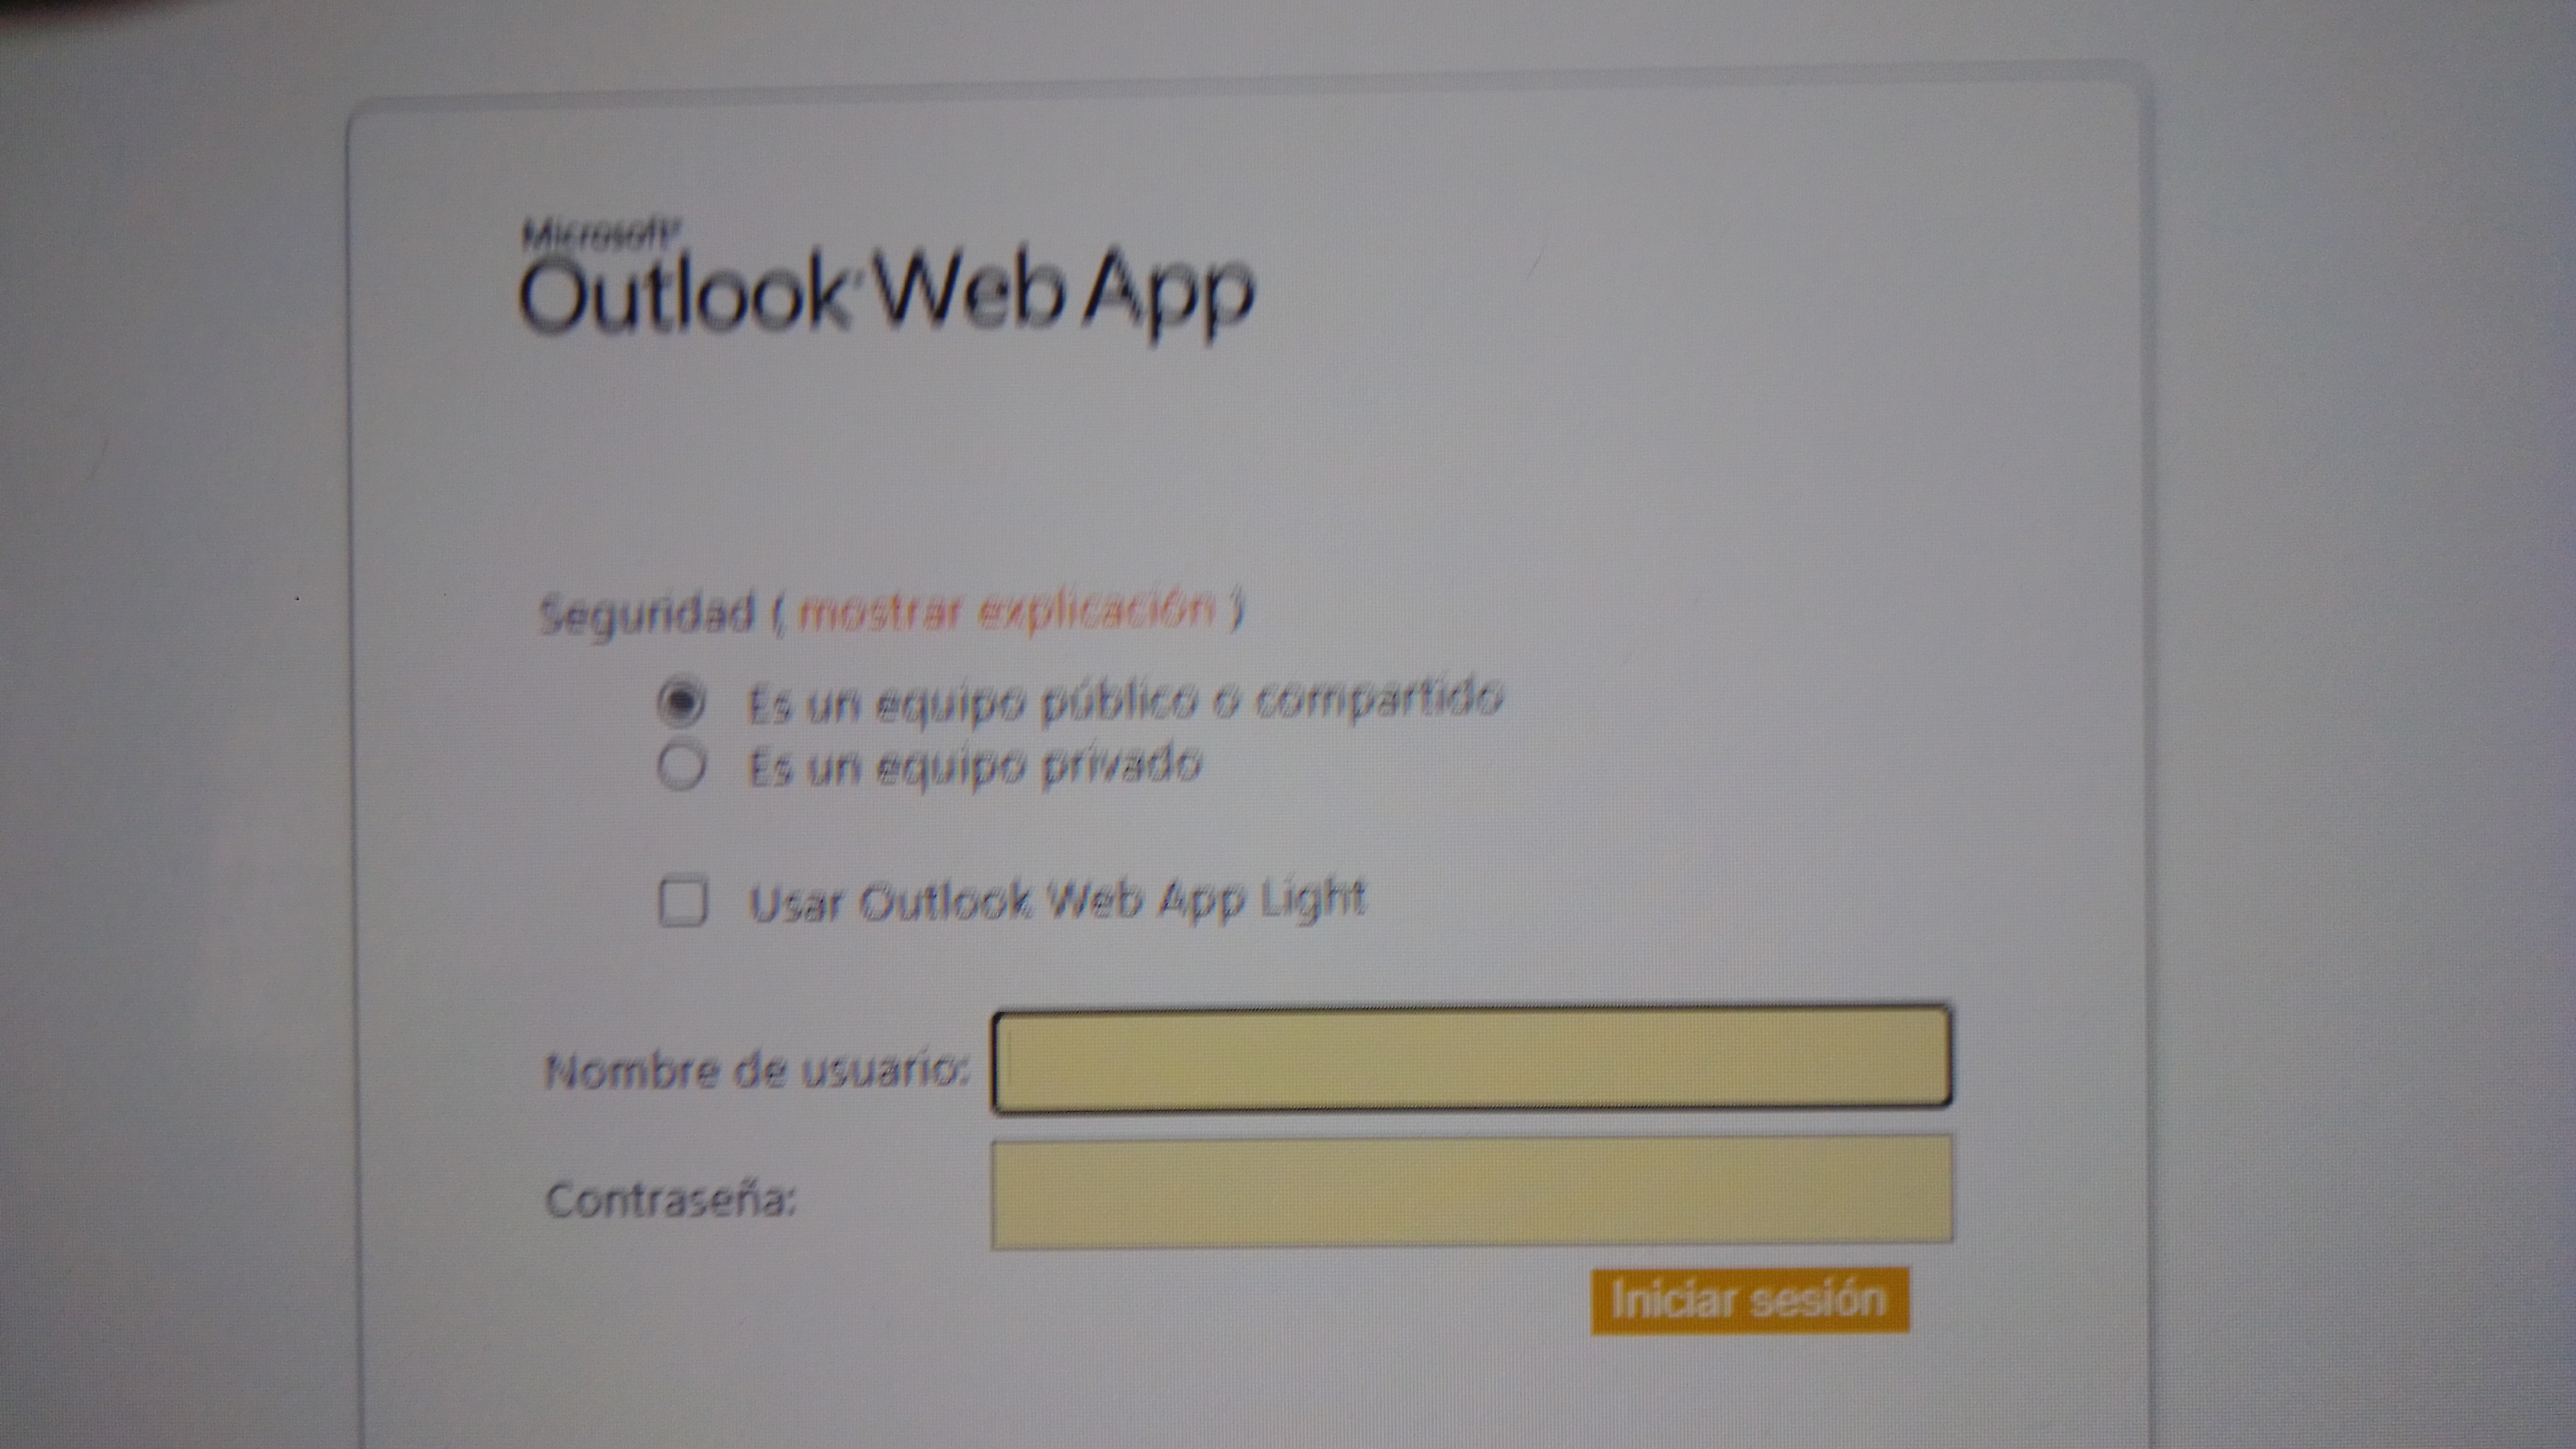 Microsoft®
Outlook Web App
Seguridad ( mostrar explicación )
Es un equipo público o compartido
Es un equipo privado
Usar Outlook Web App Light
Nombre de usuario:
Contraseña:
Iniciar sesión